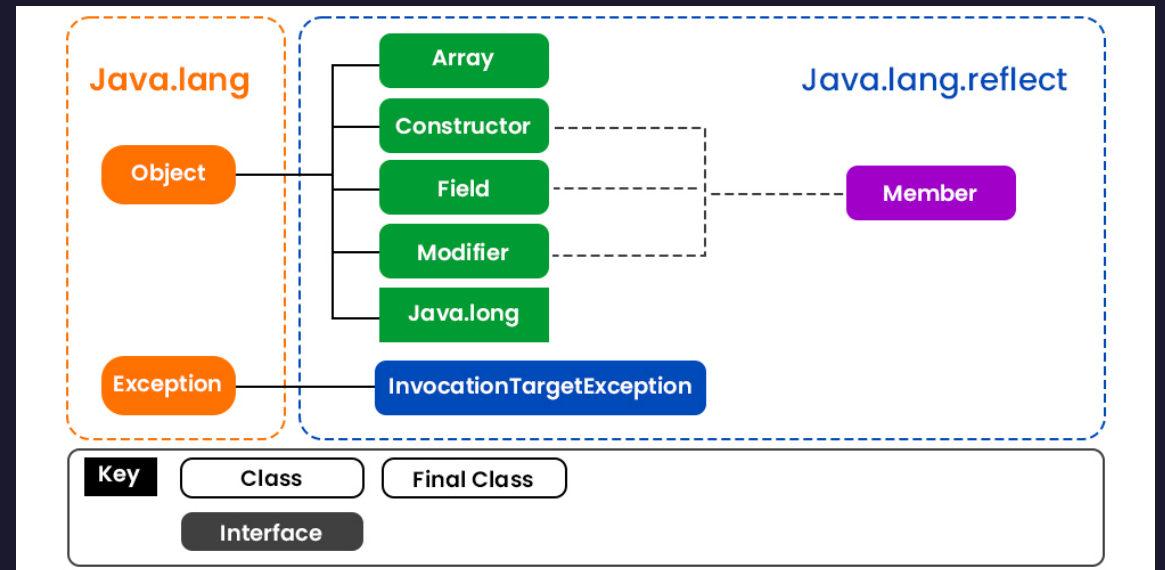 Java.lang
Java.lang.reflect
Array
Constructor
Object
Field
Member
Modifier
Java.long
Exception
InvocationTargetException
Key
Class
Final Class
Interface